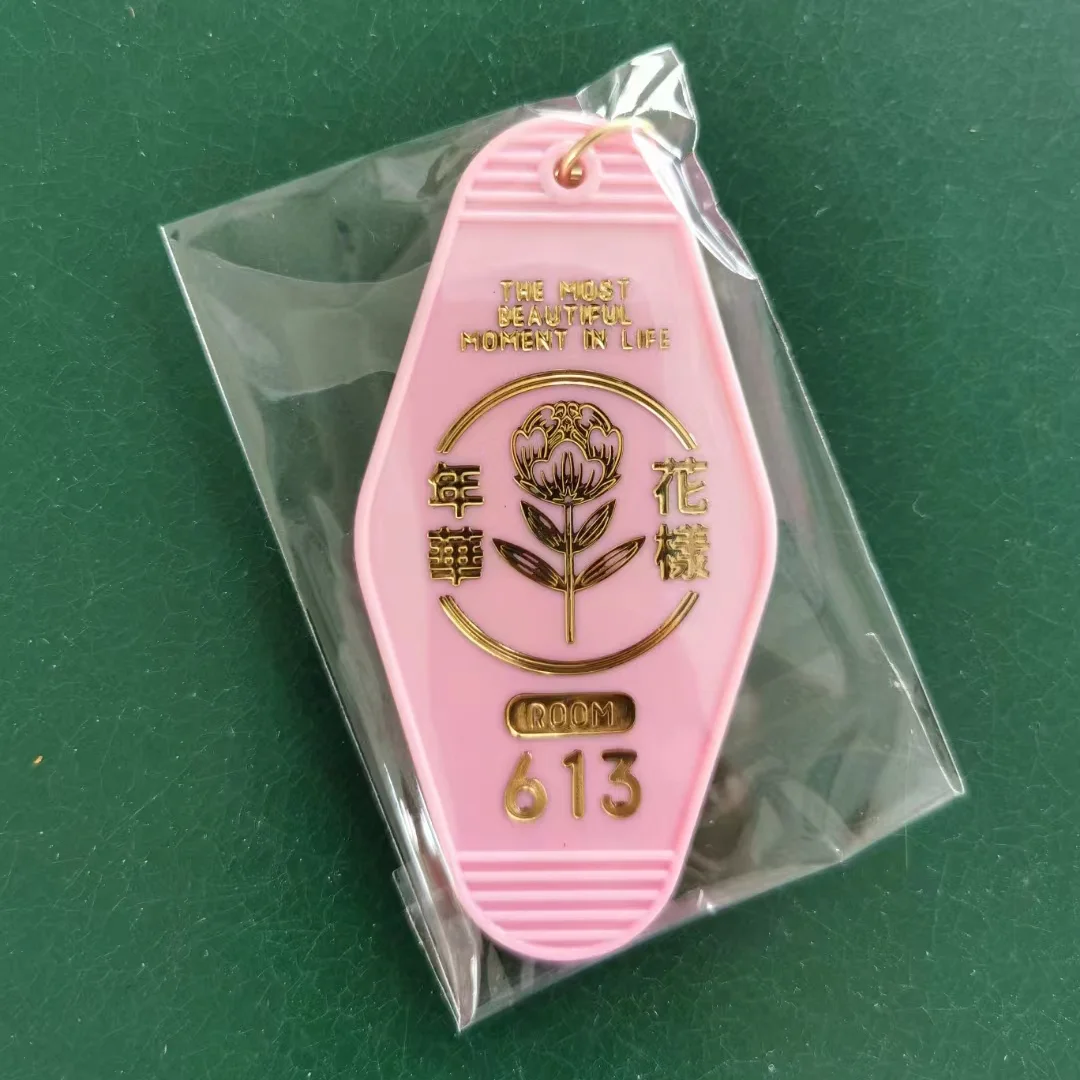 THE MOST
BEAUTIFUL
MOMENT IN LIFE
花樣
年華
ROOM
613